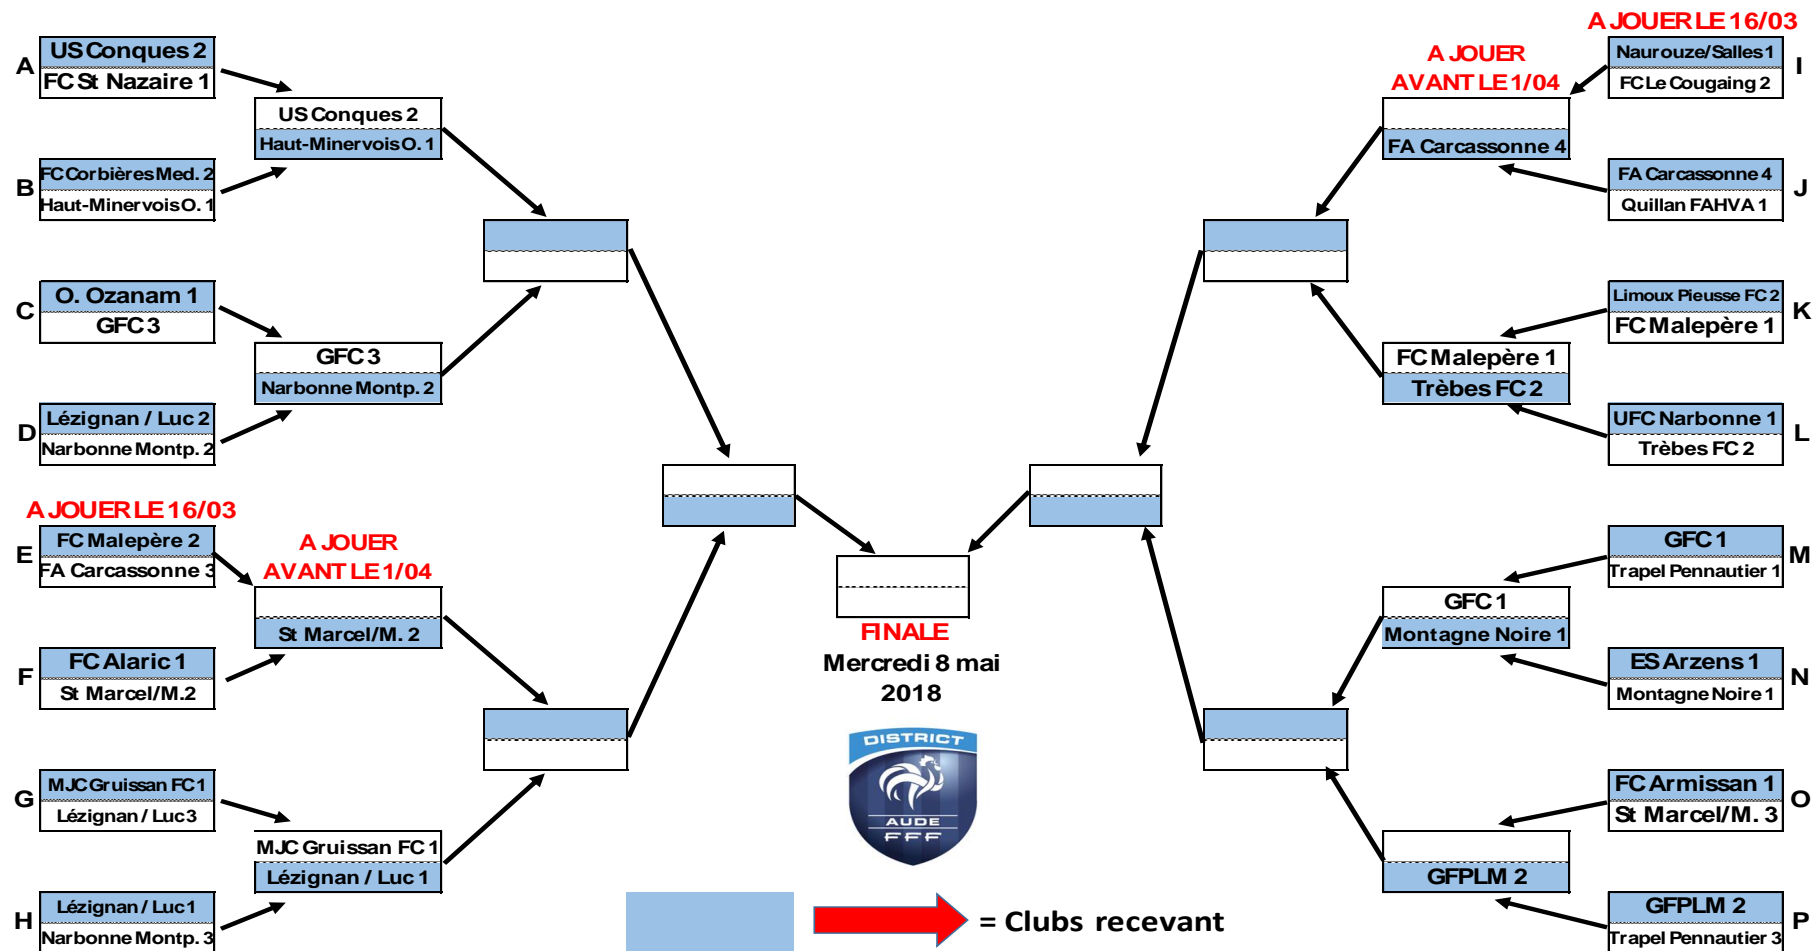 A JOUER LE 16/03
A
US Conques 2
FC St Nazaire 1
US Conques 2
Haut-Minervois O. 1
B
FC Corbières Med. 2
Haut-Minervois O. 1
C
O. Ozanam 1
GFC 3
GFC 3
Narbonne Montp. 2
D
Lézignan / Luc 2
Narbonne Montp. 2
A JOUER LE 16/03
E
FC Malepère 2
FA Carcassonne 3
A JOUER
AVANT LE 1/04
St Marcel/M. 2
F
FC Alaric 1
St Marcel/M.2
G
MJC Gruissan FC 1
Lézignan / Luc 3
MJC Gruissan FC 1
Lézignan / Luc 1
H
Lézignan / Luc 1
Narbonne Montp. 3
FINALE
Mercredi 8 mai
2018
DISTRICT
AUDE
FFF
= Clubs recevant
A JOUER
AVANT LE 1/04
Naurouze/Salles 1
FC Le Cougaing 2
I
FA Carcassonne 4
FA Carcassonne 4
Quillan FAHVA 1
J
Limoux Pieusse FC 2
FC Malepère 1
K
FC Malepère 1
Trèbes FC 2
UFC Narbonne 1
Trèbes FC 2
L
GFC 1
Trapel Pennautier 1
M
GFC 1
Montagne Noire 1
ES Arzens 1
Montagne Noire 1
N
FC Armissan 1
St Marcel/M. 3
O
GFPLM 2
GFPLM 2
Trapel Pennautier 3
P